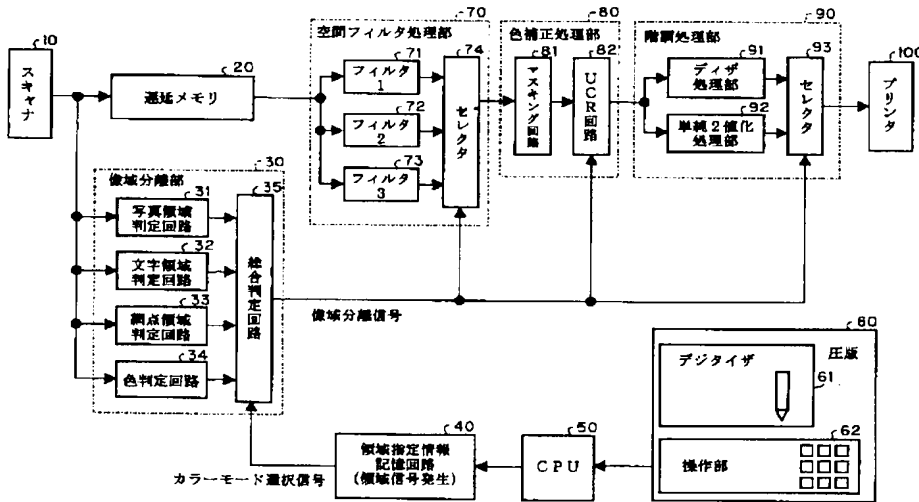 10
スキャナ
20
遅延メモリ
70
空間フィルタ処理部
71
フィルタ
1
72
フィルタ
2
73
フィルタ
3
74
セレクタ
80
色補正処理部
81
マスキング回路
82
UCR回路
90
階調処理部
91
ディザ
処理部
92
単純2値化
処理部
93
セレクタ
100
プリンタ
30
像域分離部
31
写真領域
判定回路
32
文字領域
判定回路
33
網点領域
判定回路
34
色判定回路
35
総合判定回路
像域分離信号
60
圧版
デジタイザ
61
62
操作部
50
CPU
40
領域指定情報
記憶回路
(領域信号発生)
カラーモード選択信号